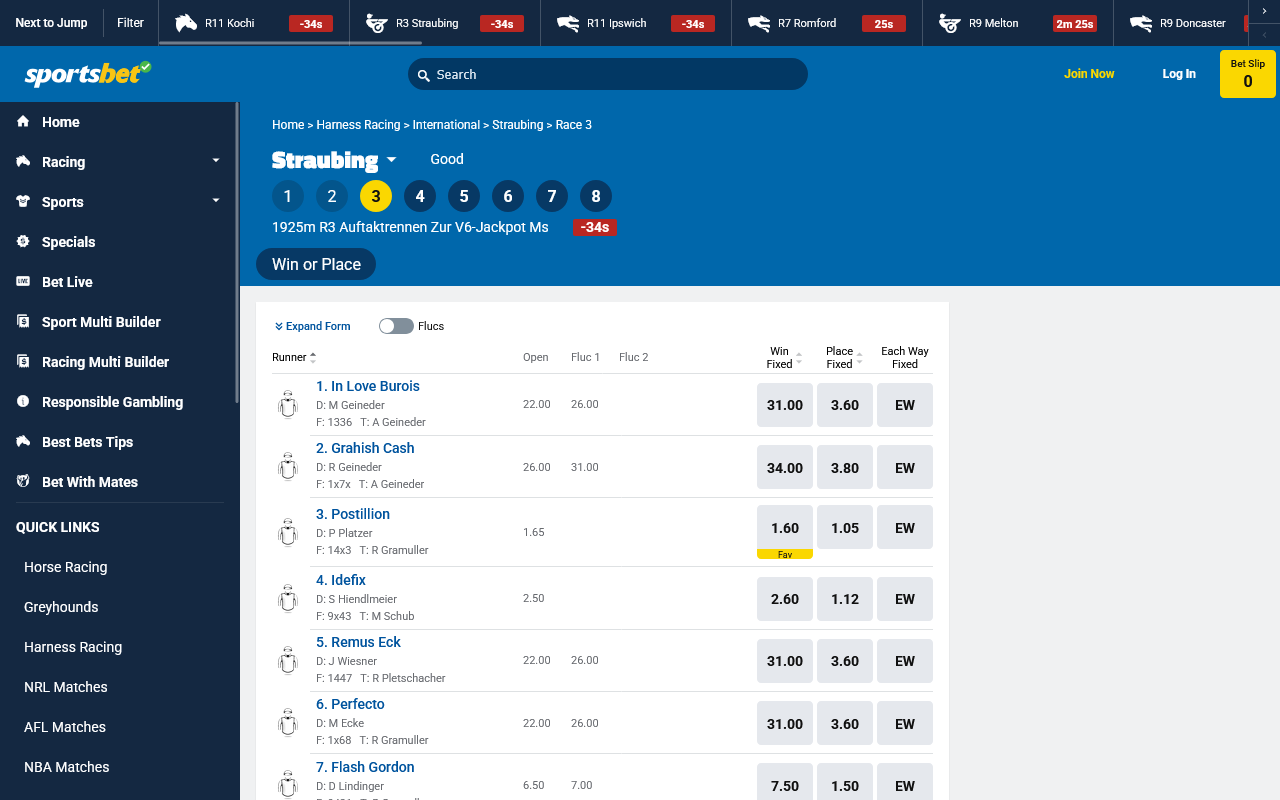 Next to Jump
Filter
R11 Kochi
-34s
R3 Straubing
-34s
R11 Ipswich
-34s
R7 Romford
25s
R9 Melton
2m 25s
R9 Doncaster
sportsbet
Search
Join Now
Log In
Bet Slip
0
Home
Racing
Sports
Specials
LIVE
Bet Live
Sport Multi Builder
Racing Multi Builder
Responsible Gambling
Best Bets Tips
Bet With Mates
QUICK LINKS
Horse Racing
Greyhounds
Harness Racing
NRL Matches
AFL Matches
NBA Matches
Home > Harness Racing > International > Straubing > Race 3
Straubing
Good
1 2 3 4 5 6 7 8
1925m R3 Auftaktrennen Zur V6-Jackpot Ms
-34s
Win or Place
Expand Form
Flucs
Runner
Open
Fluc 1
Fluc 2
Win Fixed
Place Fixed
Each Way Fixed
1. In Love Burois
D: M Geineder
F: 1336 T: A Geineder
22.00 26.00
31.00 3.60 EW
2. Grahish Cash
D: R Geineder
F: 1x7x T: A Geineder
26.00 31.00
34.00 3.80 EW
3. Postillion
D: P Platzer
F: 14x3 T: R Gramuller
1.65
1.60 1.05 EW
Fav
4. Idefix
D: S Hiendlmeier
F: 9x43 T: M Schub
2.50
2.60 1.12 EW
5. Remus Eck
D: J Wiesner
F: 1447 T: R Pletschacher
22.00 26.00
31.00 3.60 EW
6. Perfecto
D: M Ecke
F: 1x68 T: R Gramuller
22.00 26.00
31.00 3.60 EW
7. Flash Gordon
D: D Lindinger
6.50 7.00
7.50 1.50 EW